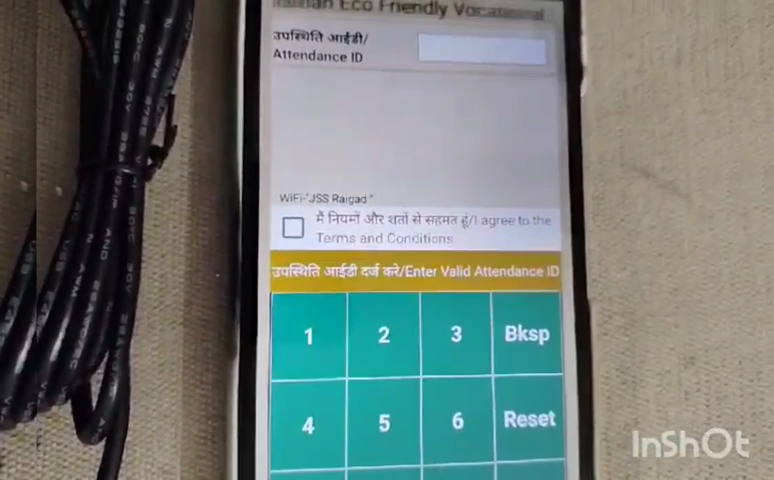 Eco Friendly Vocational
उपस्थिति आईडी/
Attendance ID
WiFi-"JSS Raigad "
मैं नियमों और शर्तो से सहमत हूं/I agree to the
Terms and Conditions
उपस्थिति आईडी दर्ज करे/Enter Valid Attendance ID
1 2 3 Bksp
4 5 6 Reset
InShOt